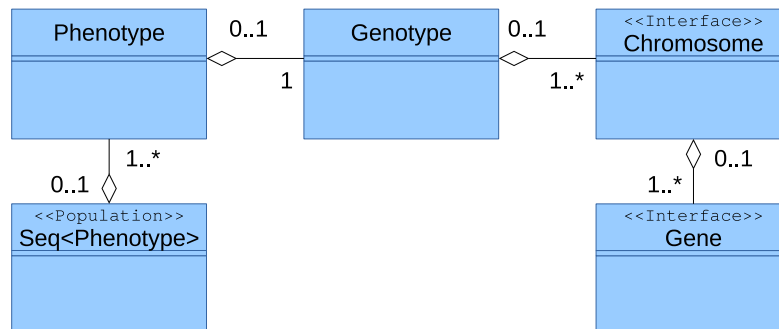 Phenotype
0..1
1
Genotype
0..1
1..*
<<Interface>>
Chromosome
1..*
0..1
0..1
1..*
<<Population>>
Seq<Phenotype>
<<Interface>>
Gene